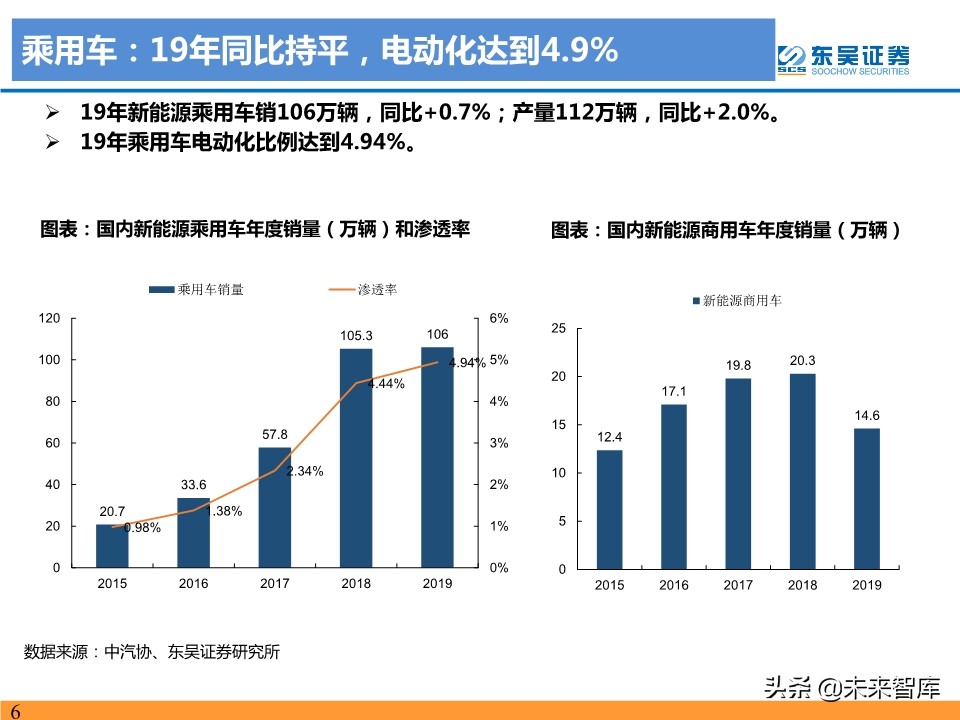 乘用车：19年同比持平，电动化达到4.9%
SCS
东吴证券
SOOCHOW SECURITIES
➢ 19年新能源乘用车销106万辆，同比+0.7%；产量112万辆，同比+2.0%。
➢ 19年乘用车电动化比例达到4.94%。
图表：国内新能源乘用车年度销量（万辆）和渗透率
乘用车销量 渗透率
120
100
80
60
40
20
0
6%
5%
4%
3%
2%
1%
0%
20.7
33.6
57.8
105.3
106
0.98%
1.38%
2.34%
4.44%
4.94%
2015 2016 2017 2018 2019
图表：国内新能源商用车年度销量（万辆）
新能源商用车
25
20
15
10
5
0
12.4
17.1
19.8
20.3
14.6
2015 2016 2017 2018 2019
数据来源：中汽协、东吴证券研究所
头条 @未来智库
6